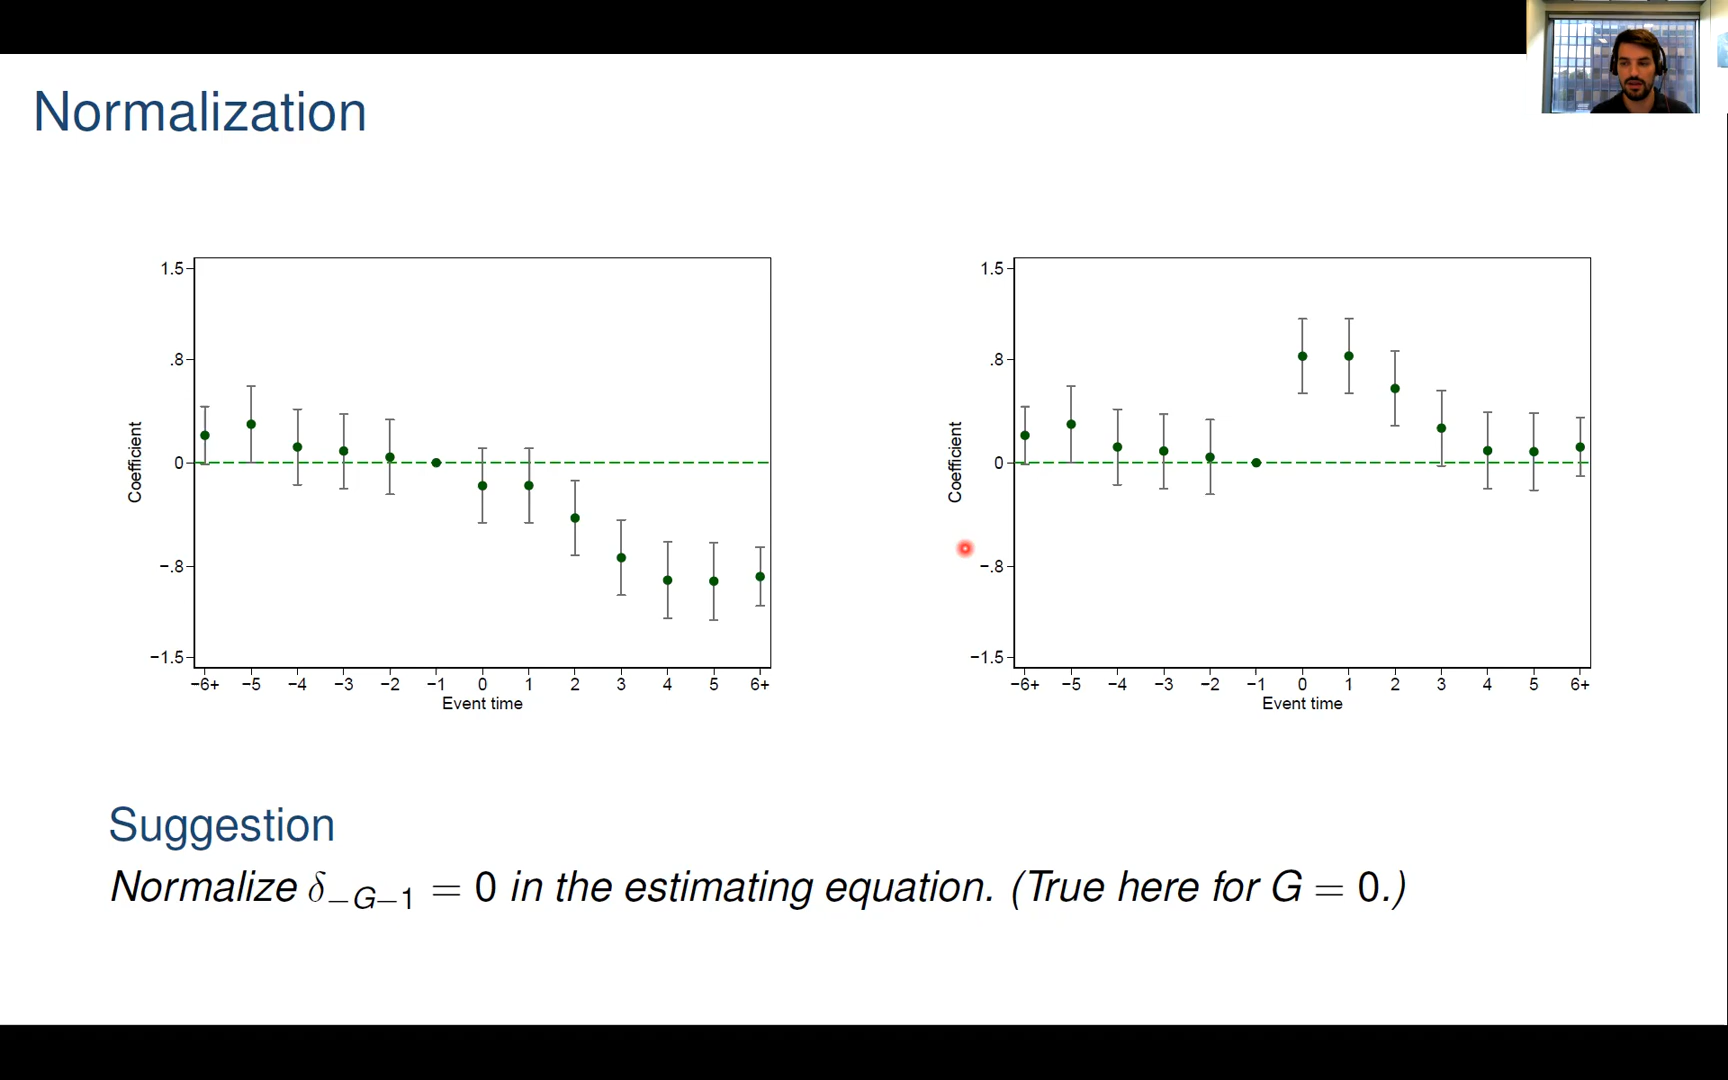 Normalization
1.5
.8
0
−.8
−1.5
Coefficient
−6+ −5 −4 −3 −2 −1 0 1 2 3 4 5 6+
Event time
1.5
.8
0
−.8
−1.5
Coefficient
−6+ −5 −4 −3 −2 −1 0 1 2 3 4 5 6+
Event time
Suggestion
Normalize δ₋G₋₁ = 0 in the estimating equation. (True here for G = 0.)